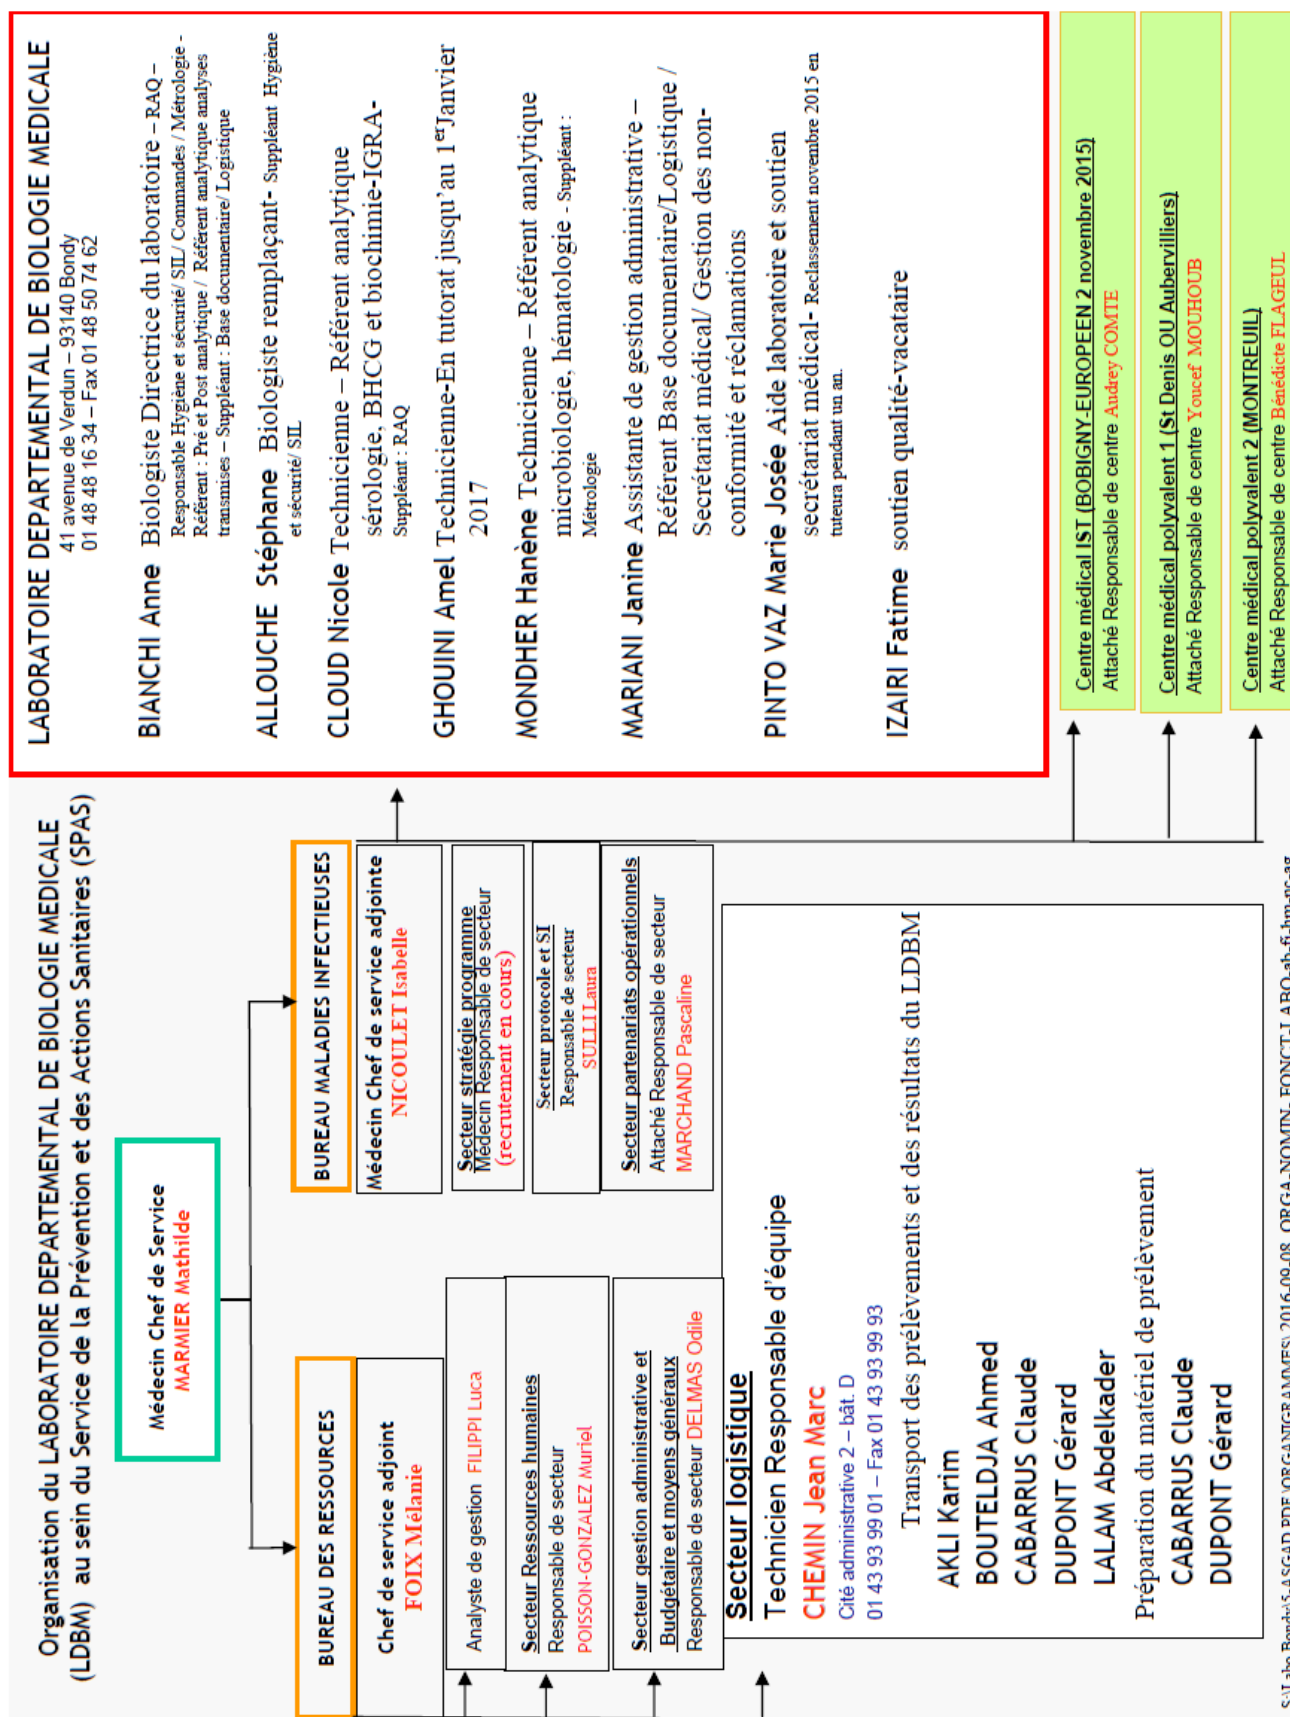 Organisation du LABORATOIRE DEPARTEMENTAL DE BIOLOGIE MEDICALE
(LDBM) au sein du Service de la Prévention et des Actions Sanitaires (SPAS)
Médecin Chef de Service
MARMIER Mathilde
BUREAU DES RESSOURCES
Chef de service adjoint
FOIX Mélanie
Analyste de gestion FILIPPI Luca
Secteur Ressources humaines
Responsable de secteur
POISSON-GONZALEZ Muriel
Secteur gestion administrative et
Budgétaire et moyens généraux
Responsable de secteur DELMAS Odile
Secteur logistique
Technicien Responsable d'équipe
CHEMIN Jean Marc
Cité administrative 2 – bât. D
01 43 93 99 01 – Fax 01 43 93 99 93
Transport des prélèvements et des résultats du LDBM
AKLI Karim
BOUTELDJA Ahmed
CABARRUS Claude
DUPONT Gérard
LALAM Abdelkader
Préparation du matériel de prélèvement
CABARRUS Claude
DUPONT Gérard
BUREAU MALADIES INFECTIEUSES
Médecin Chef de service adjointe
NICOULET Isabelle
Secteur stratégie programme
Médecin Responsable de secteur
(recrutement en cours)
Secteur protocole et SI
Responsable de secteur
SULLI Laura
Secteur partenariats opérationnels
Attaché Responsable de secteur
MARCHAND Pascaline
LABORATOIRE DEPARTEMENTAL DE BIOLOGIE MEDICALE
41 avenue de Verdun – 93140 Bondy
01 48 48 16 34 – Fax 01 48 50 74 62
BIANCHI Anne Biologiste Directrice du laboratoire – RAQ –
Responsable Hygiène et sécurité/ SIL/ Commandes / Métrologie -
Référent : Pré et Post analytique / Référent analytique analyses
transmises – Suppléant : Base documentaire/ Logistique
ALLOUCHE Stéphane Biologiste remplaçant- Suppléant Hygiène
et sécurité/ SIL
CLOUD Nicole Technicienne – Référent analytique
sérologie, BHCG et biochimie-IGRA-
Suppléant : RAQ
GHOUINI Amel Technicienne-En tutorat jusqu'au 1er Janvier
2017
MONDHER Hanène Technicienne – Référent analytique
microbiologie, hématologie - Suppléant :
Métrologie
MARIANI Janine Assistante de gestion administrative –
Référent Base documentaire/Logistique /
Secrétariat médical/ Gestion des non-
conformité et réclamations
PINTO VAZ Marie Josée Aide laboratoire et soutien
secrétariat médical- Reclassement novembre 2015 en
tuteura pendant un an.
IZAIRI Fatime soutien qualité-vacataire
Centre médical IST (BOBIGNY-EUROPEEN 2 novembre 2015)
Attaché Responsable de centre Audrey COMTE
Centre médical polyvalent 1 (St Denis OU Aubervilliers)
Attaché Responsable de centre Youcef MOUHOUB
Centre médical polyvalent 2 (MONTREUIL)
Attaché Responsable de centre Bénédicte FLAGEUL